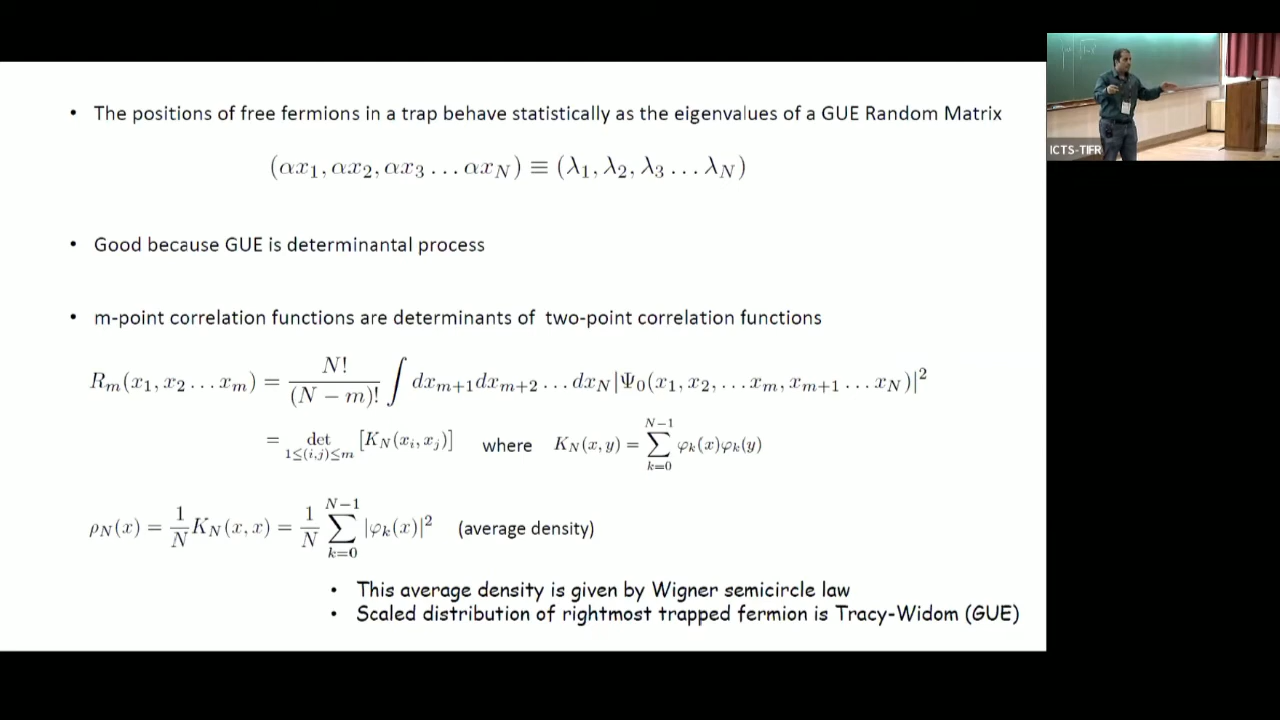 • The positions of free fermions in a trap behave statistically as the eigenvalues of a GUE Random Matrix
(αx₁, αx₂, αx₃ … αx_N) ≡ (λ₁, λ₂, λ₃ … λ_N)
• Good because GUE is determinantal process
• m-point correlation functions are determinants of two-point correlation functions
R_m(x₁, x₂ … x_m) = N!/(N − m)! ∫ dx_{m+1}dx_{m+2} … dx_N |Ψ₀(x₁, x₂, … x_m, x_{m+1} … x_N)|²
= det_{1≤(i,j)≤m} [K_N(x_i, x_j)] where K_N(x, y) = ∑_{k=0}^{N−1} φ_k(x)φ_k(y)
ρ_N(x) = 1/N K_N(x, x) = 1/N ∑_{k=0}^{N−1} |φ_k(x)|² (average density)
• This average density is given by Wigner semicircle law
• Scaled distribution of rightmost trapped fermion is Tracy-Widom (GUE)
ICTS-TIFR